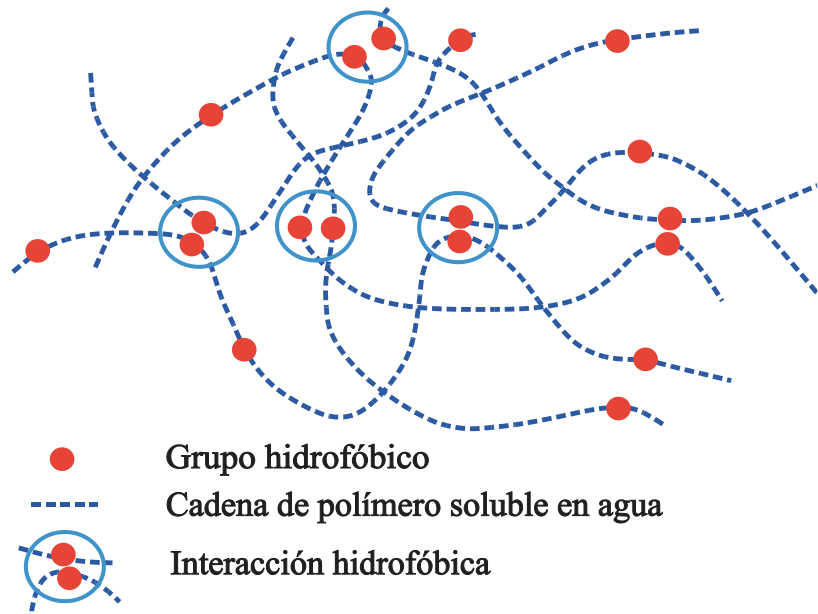 Grupo hidrofóbico
Cadena de polímero soluble en agua
Interacción hidrofóbica